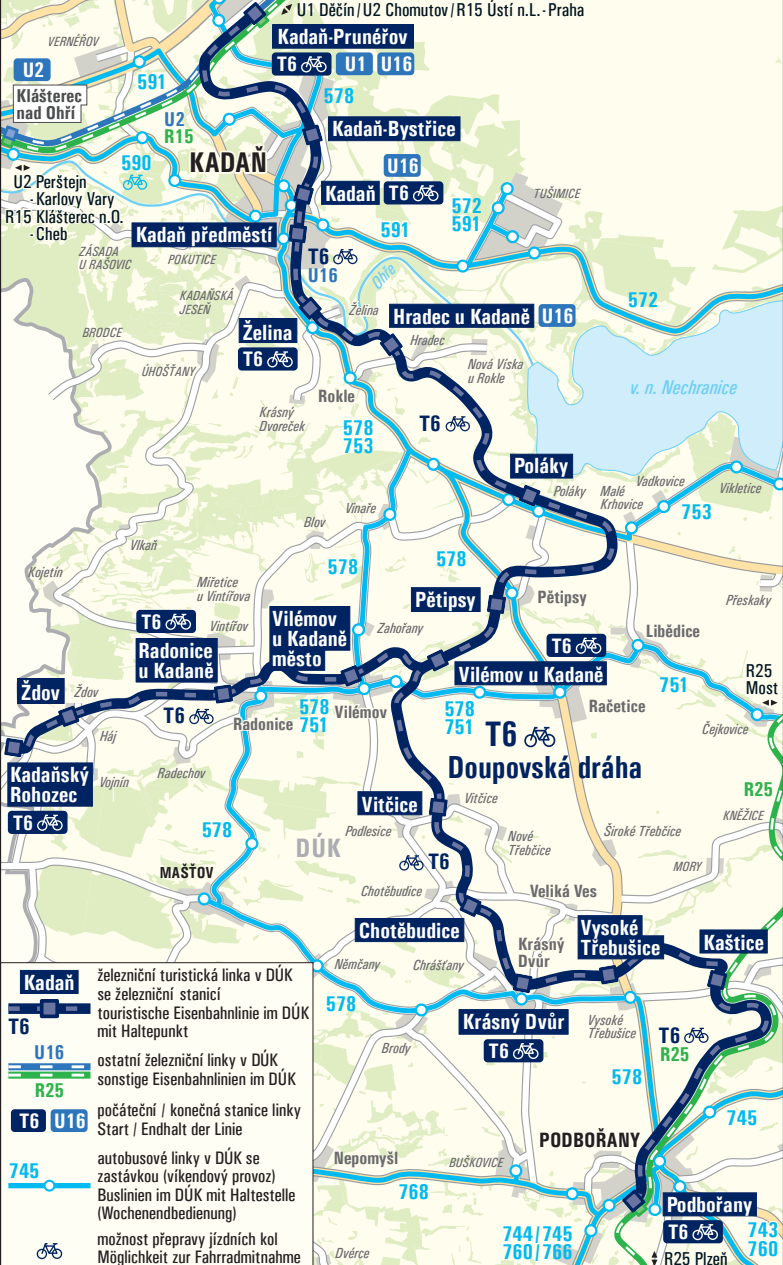 U1 Děčín / U2 Chomutov / R15 Ústí n.L. - Praha
VERNÉŘOV
Kadaň-Prunéřov
T6 U1 U16
U2
591
Klášterec
nad Ohří
578
U2
R15
Kadaň-Bystřice
590
KADAŇ
U16
U2 Perštejn
- Karlovy Vary
R15 Klášterec n.O.
- Cheb
Kadaň T6
TUŠIMICE
572
591
Kadaň předměstí
591
ZÁSADA
U RAŠOVIC
POKUTICE
T6
U16
Ohře
572
KADAŇSKÁ
JESEŇ
Želina
Hradec u Kadaně U16
BRODCE
Želina
T6
Hradec
ÚHOŠŤANY
Nová Víska
u Rokle
v. n. Nechranice
Rokle
Krásný
Dvoreček
578
753
T6
Poláky
Poláky
Malé
Krhovice
Vadkovice
Vikletice
Vinaře
753
Blov
Vlkaň
578
578
Kojetín
Miřetice
u Vintířova
Pětipsy
Pětipsy
Přeskaky
T6
Vintířov
Vilémov
u Kadaně
město
Zahořany
Libědice
T6
Radonice
u Kadaně
Vilémov u Kadaně
R25
Most
Ždov
Ždov
751
T6
Radonice
578
751
Vilémov
578
751
Račetice
Čejkovice
Háj
T6
Doupovská dráha
Kadaňský
Rohozec
T6
Vojnín
Radechov
R25
Vitčice
Vitčice
KNĚŽICE
578
Podlesice
Nové
Třebčice
Široké Třebčice
DÚK
T6
MORY
MAŠŤOV
Chotěbudice
Veliká Ves
Chotěbudice
Vysoké
Třebušice
Kaštice
Krásný
Dvůr
Němčany
Chrášťany
Kadaň
T6
železniční turistická linka v DÚK
se železniční stanicí
touristische Eisenbahnlinie im DÚK
mit Haltepunkt
578
Krásný Dvůr
T6
Vysoké
Třebušice
T6
R25
U16
R25
ostatní železniční linky v DÚK
sonstige Eisenbahnlinien im DÚK
Brody
578
T6 U16
počáteční / konečná stanice linky
Start / Endhalt der Linie
745
PODBOŘANY
745
autobusové linky v DÚK se
zastávkou (víkendový provoz)
Buslinien im DÚK mit Haltestelle
(Wochenendbedienung)
Nepomyšl
BUŠKOVICE
768
Podbořany
T6
744/745
760/766
743
760
možnost přepravy jízdních kol
Möglichkeit zur Fahrradmitnahme
Dvérce
R25 Plzeň